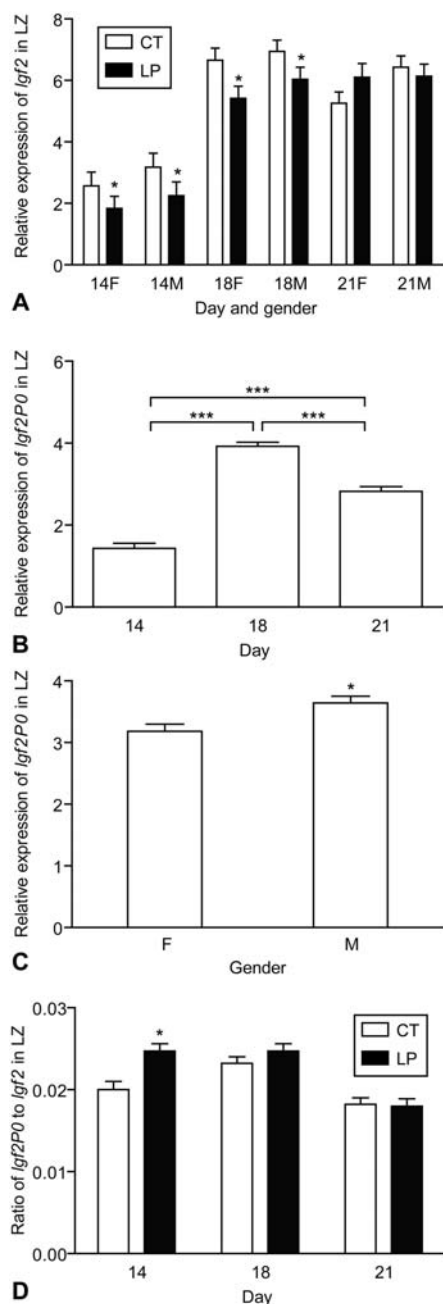 Relative expression of Igf2 in LZ
8
6
4
2
0
CT
LP
*
*
*
*
14F 14M 18F 18M 21F 21M
Day and gender
A
Relative expression of Igf2P0 in LZ
6
4
2
0
***
*** ***
14 18 21
Day
B
Relative expression of Igf2P0 in LZ
4
3
2
1
0
*
F M
Gender
C
Ratio of Igf2P0 to Igf2 in LZ
0.03
0.02
0.01
0.00
*
CT
LP
14 18 21
Day
D